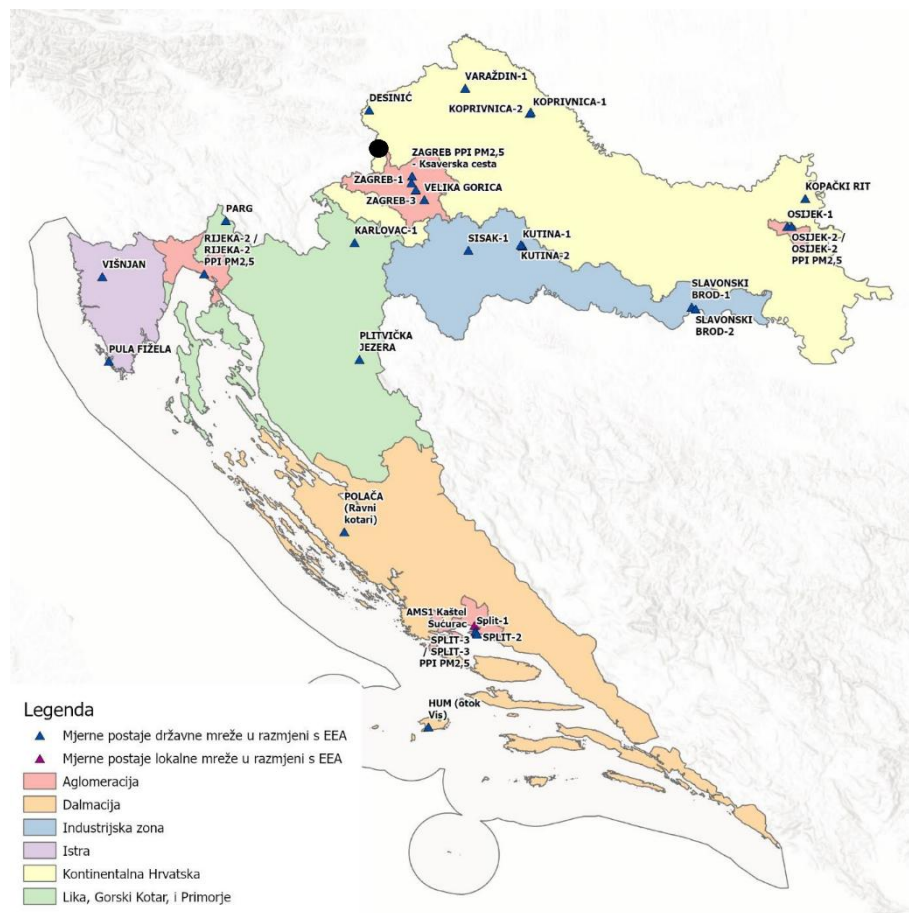 VARAŽDIN-1
DESINIĆ
KOPRIVNICA-2
KOPRIVNICA-1
ZAGREB PPI PM2,5
- Ksaverska cesta
ZAGREB-1
VELIKA GORICA
ZAGREB-3
KOPAČKI RIT
OSIJEK-1
OSIJEK-2-/
OSIJEK-2
PPI PM2,5
PARG
RIJEKA-2 /
RIJEKA-2
PPI PM2,5
KARLOVAC-1
SISAK-1
KUTINA-1
KUTINA-2
VIŠNJAN
SLAVONSKI
BROD-1
SLAVONSKI
BROD-2
PULA FIŽELA
PLITVIČKA
JEZERA
POLAČA
(Ravni
kotari)
AMS1 Kaštel
Sućurac
Split-1
SPLIT-2
SPLIT-3
/ SPLIT-3
PPI PM2,5
HUM (otok
Vis)
Legenda
Mjerne postaje državne mreže u razmjeni s EEA
Mjerne postaje lokalne mreže u razmjeni s EEA
Aglomeracija
Dalmacija
Industrijska zona
Istra
Kontinentalna Hrvatska
Lika, Gorski Kotar, i Primorje